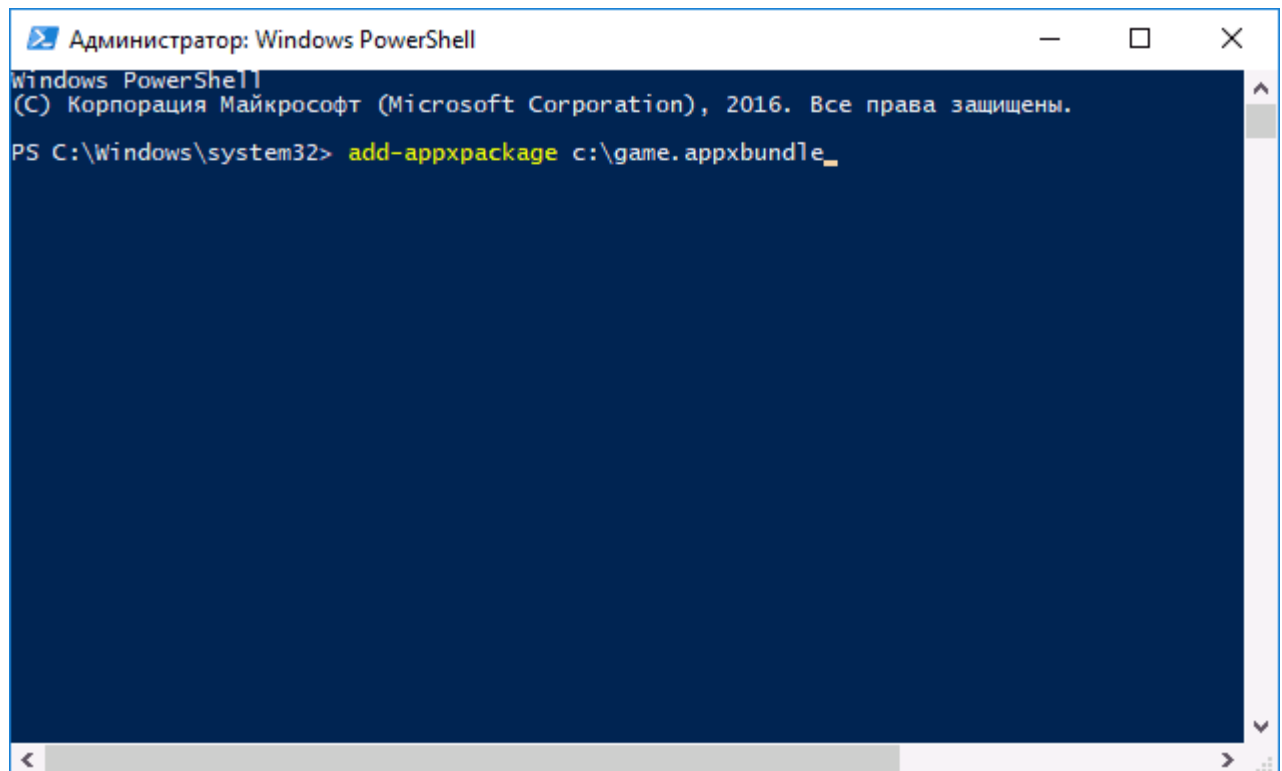 Администратор: Windows PowerShell
Windows PowerShell
(C) Корпорация Майкрософт (Microsoft Corporation), 2016. Все права защищены.
PS C:\Windows\system32> add-appxpackage c:\game.appxbundle